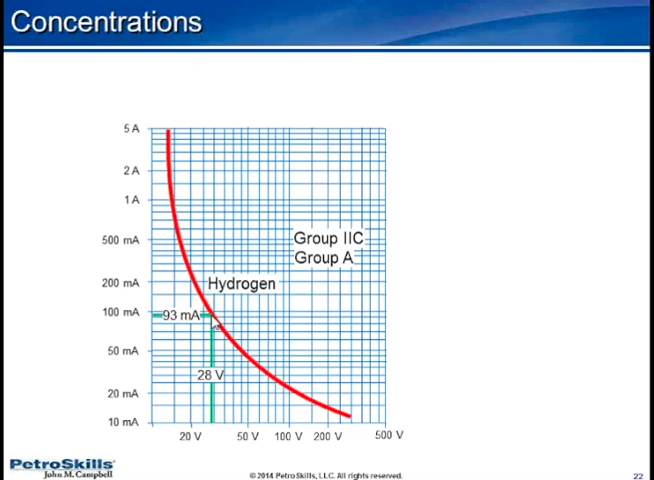 Concentrations
5 A
2 A
1 A
500 mA
Group IIC
Group A
200 mA
Hydrogen
100 mA
93 mA
50 mA
28 V
20 mA
10 mA
20 V 50 V 100 V 200 V 500 V
PetroSkills
John M. Campbell
© 2014 PetroSkills, LLC. All rights reserved.
22